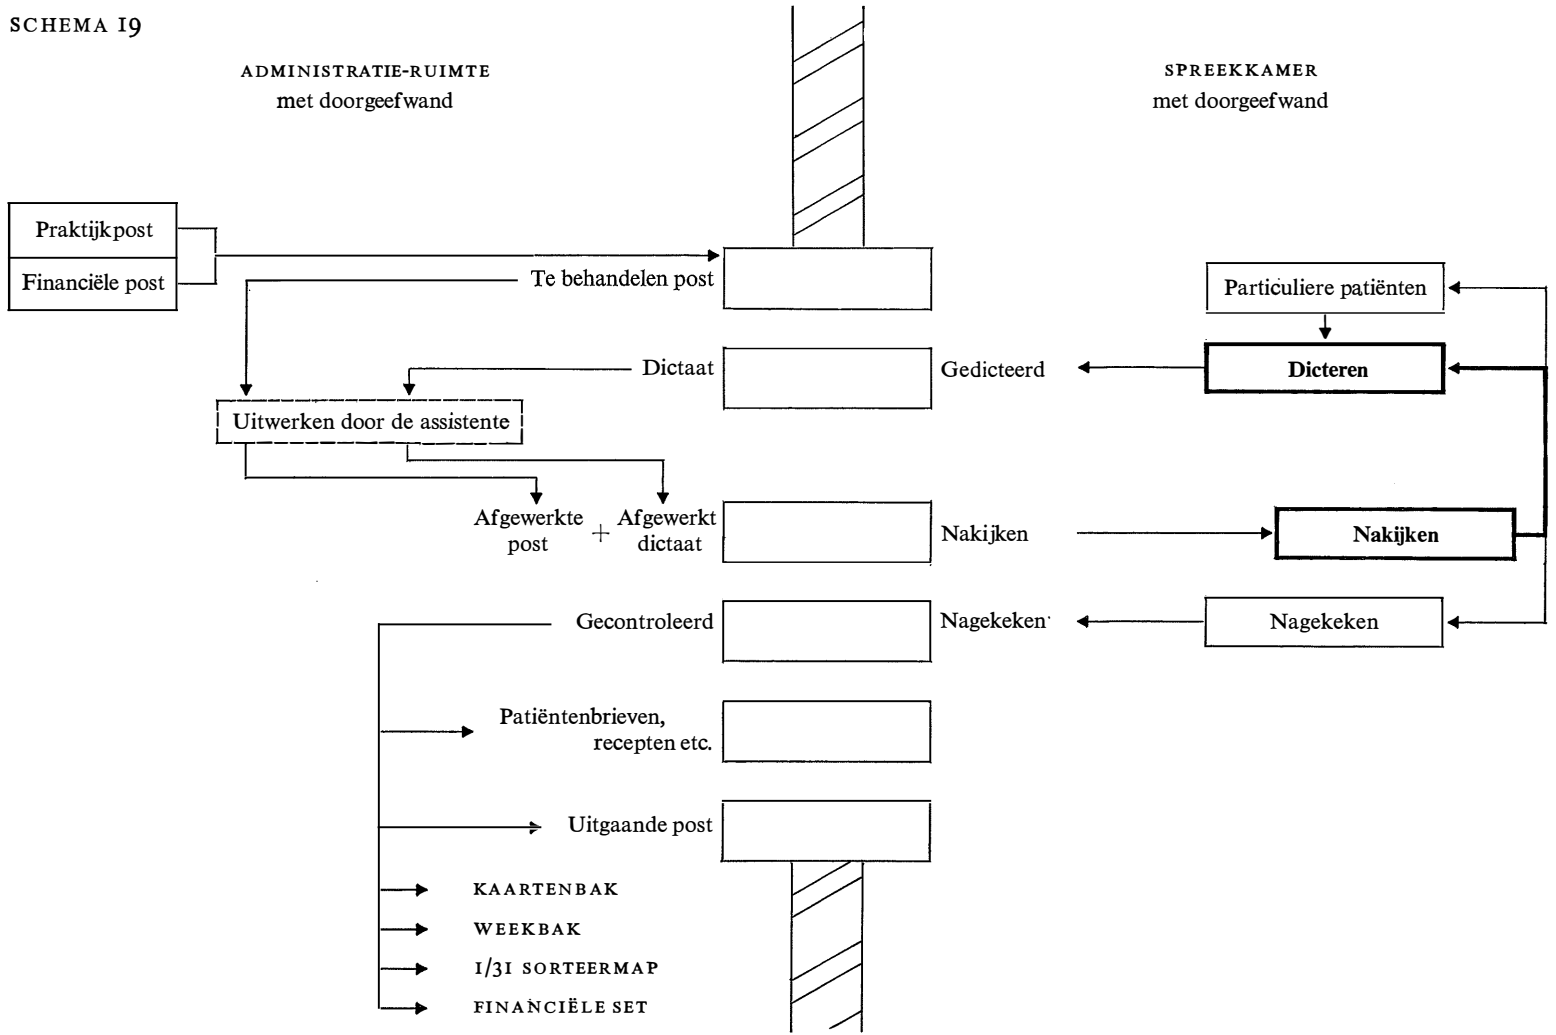 SCHEMA 19
ADMINISTRATIE-RUIMTE
met doorgeefwand
SPREEKKAMER
met doorgeefwand
Praktijkpost
Financiële post
Te behandelen post
Particuliere patiënten
Dictaat
Gedicteerd
Dicteren
Uitwerken door de assistente
Afgewerkte
post
+
Afgewerkt
dictaat
Nakijken
Nakijken
Gecontroleerd
Nagekeken
Nagekeken
Patiëntenbrieven,
recepten etc.
Uitgaande post
KAARTENBAK
WEEKBAK
1/31 SORTEERMAP
FINANCIËLE SET